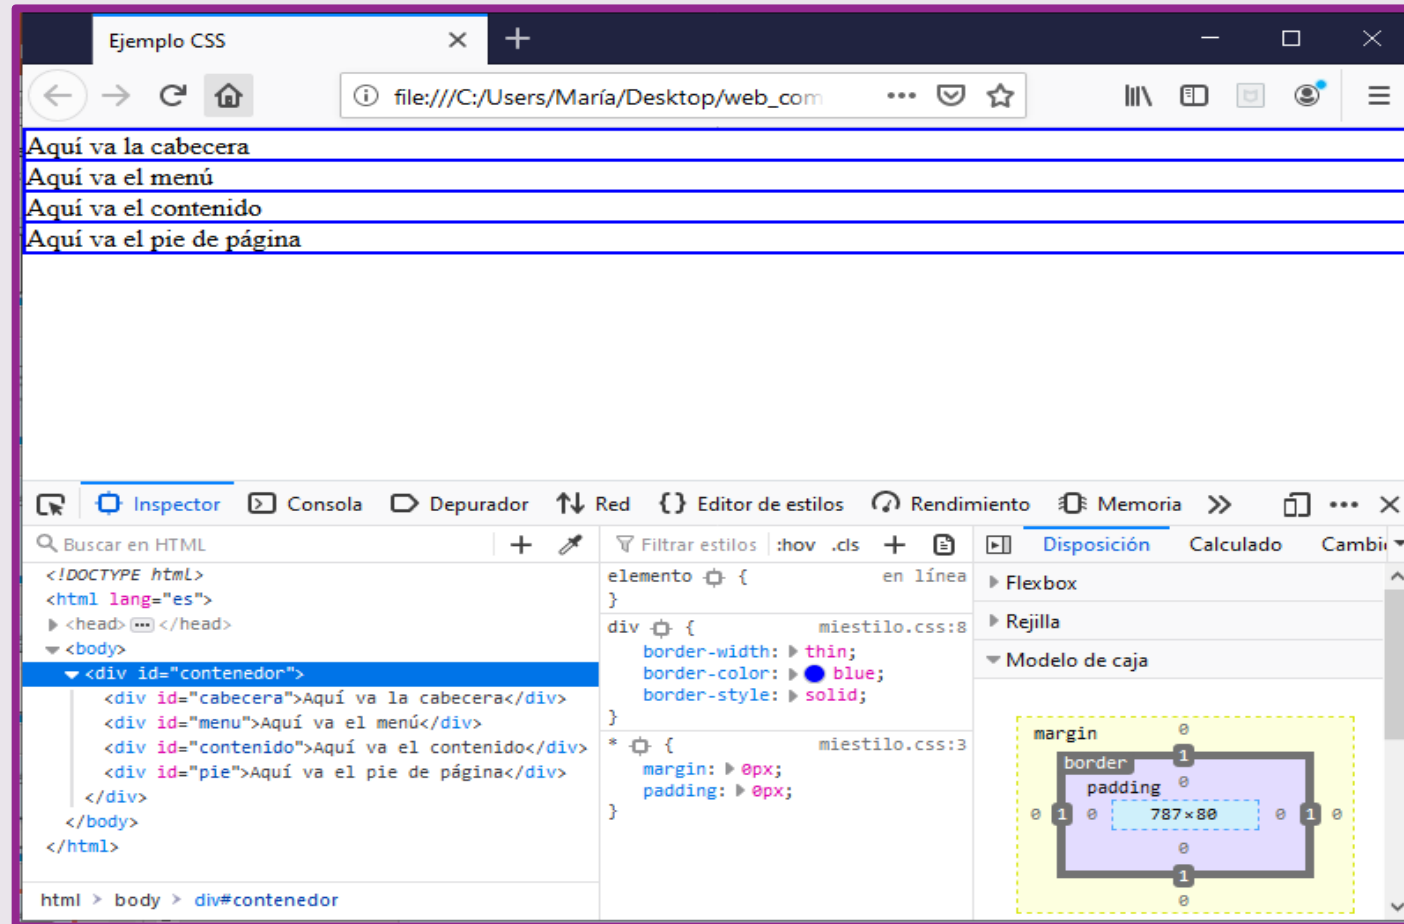 Ejemplo CSS
file:///C:/Users/María/Desktop/web_com
Aquí va la cabecera
Aquí va el menú
Aquí va el contenido
Aquí va el pie de página
Inspector Consola Depurador Red Editor de estilos Rendimiento Memoria
Buscar en HTML
<!DOCTYPE html>
<html lang="es">
<head> </head>
<body>
<div id="contenedor">
<div id="cabecera">Aquí va la cabecera</div>
<div id="menu">Aquí va el menú</div>
<div id="contenido">Aquí va el contenido</div>
<div id="pie">Aquí va el pie de página</div>
</div>
</body>
</html>
html > body > div#contenedor
Filtrar estilos :hov .cls +
elemento { en línea
}
div { miestilo.css:8
border-width: thin;
border-color: blue;
border-style: solid;
}
* { miestilo.css:3
margin: 0px;
padding: 0px;
}
Disposición Calculado Cambi
Flexbox
Rejilla
Modelo de caja
margin 0
border 1
padding 0
0 1 0 787×80 0 1 0
0
1
0